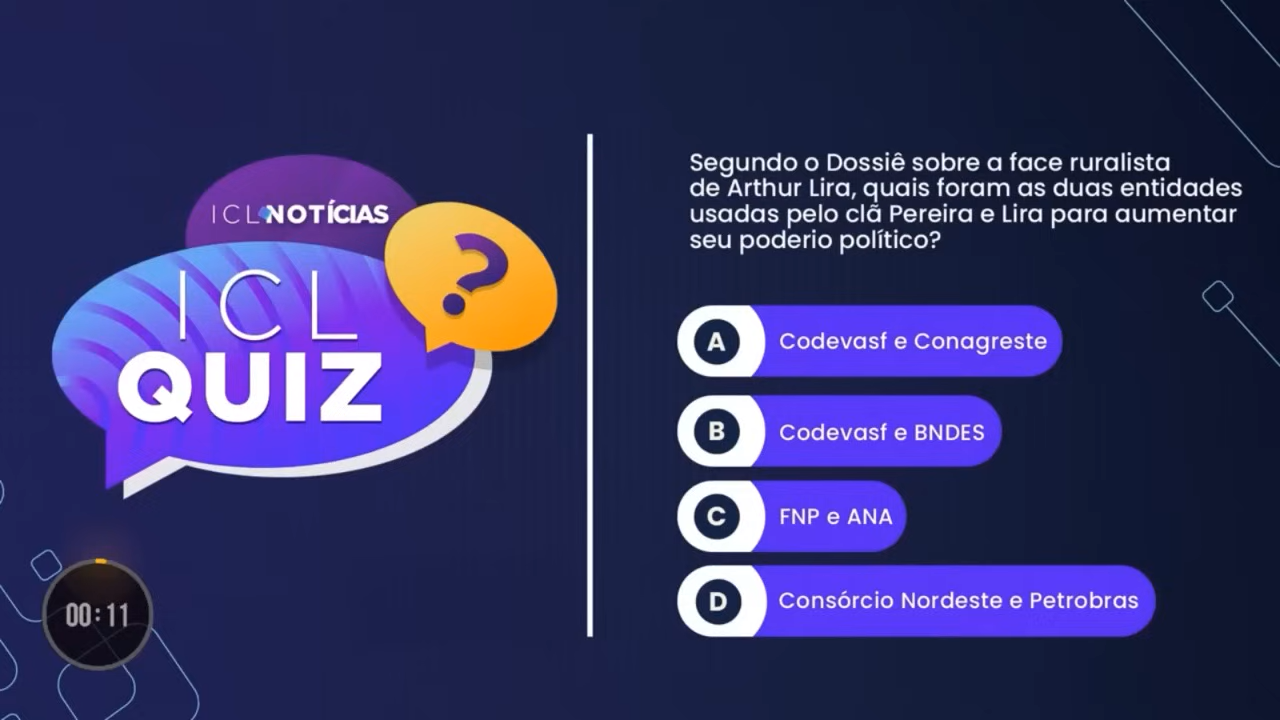 ICL NOTÍCIAS
ICL
QUIZ
?
Segundo o Dossiê sobre a face ruralista
de Arthur Lira, quais foram as duas entidades
usadas pelo clã Pereira e Lira para aumentar
seu poderio político?
A Codevasf e Conagreste
B Codevasf e BNDES
C FNP e ANA
D Consórcio Nordeste e Petrobras
00:11